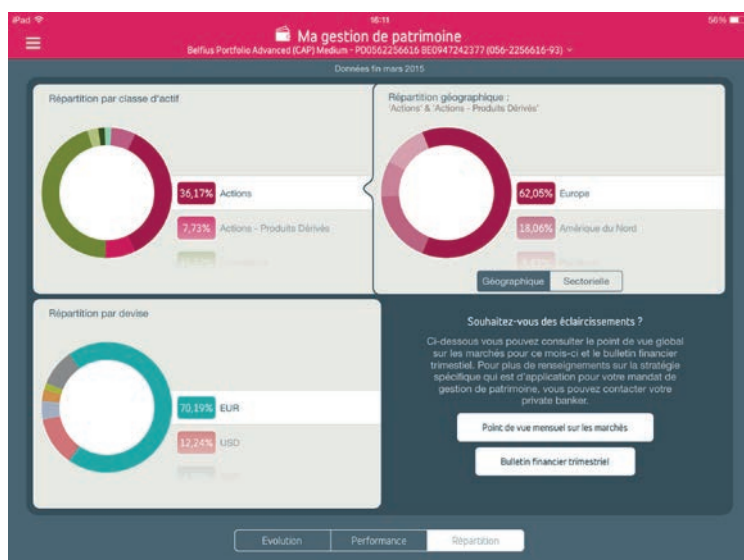 iPad
16:11
56%
Ma gestion de patrimoine
Belfius Portfolio Advanced (CAP) Medium - P00562256616 BE0947242377 (056-2256616-93)
Données fin mars 2015
Répartition par classe d'actif
36,17% Actions
7,73% Actions - Produits Dérivés
Répartition géographique :
'Actions' & 'Actions - Produits Dérivés'
62,05% Europe
18,06% Amérique du Nord
Géographique
Sectorielle
Répartition par devise
70,19% EUR
12,24% USD
Souhaitez-vous des éclaircissements ?
Ci-dessous vous pouvez consulter le point de vue global
sur les marchés pour ce mois-ci et le bulletin financier
trimestiel. Pour plus de renseignements sur la stratégie
spécifique qui est d'application pour votre mandat de
gestion de patrimoine, vous pouvez contacter votre
private banker.
Point de vue mensuel sur les marchés
Bulletin financier trimestriel
Evolution
Performance
Répartition